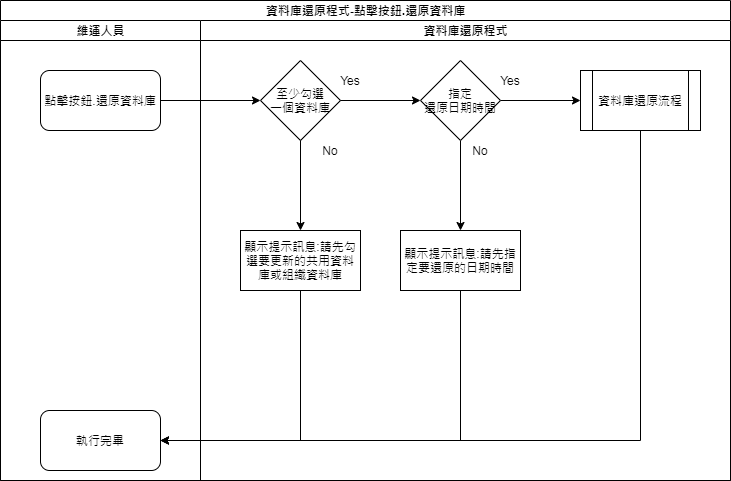 資料庫還原程式-點擊按鈕.還原資料庫
維運人員
資料庫還原程式
點擊按鈕.還原資料庫
至少勾選
一個資料庫
Yes
指定
還原日期時間
Yes
資料庫還原流程
No
No
顯示提示訊息:請先勾
選要更新的共用資料
庫或組織資料庫
顯示提示訊息:請先指
定要還原的日期時間
執行完畢